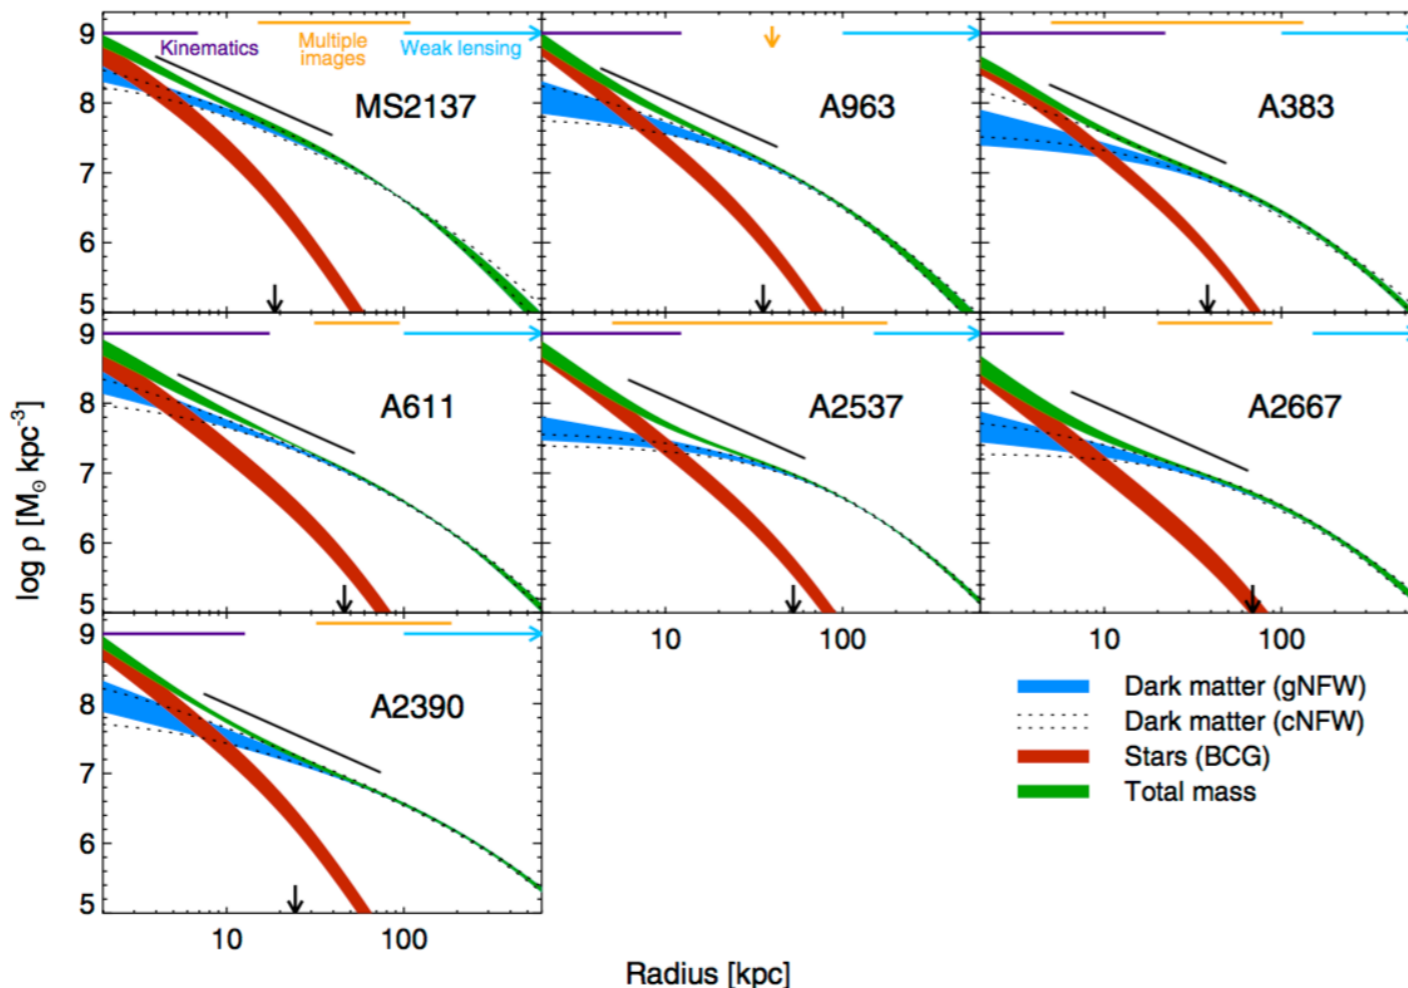 9
8
7
6
5
Kinematics
Multiple
images
Weak lensing
MS2137
A963
A383
9
8
7
6
5
A611
A2537
A2667
10
100
10
100
9
8
7
6
5
A2390
10
100
Dark matter (gNFW)
Dark matter (cNFW)
Stars (BCG)
Total mass
log ρ [M⊙ kpc⁻³]
Radius [kpc]